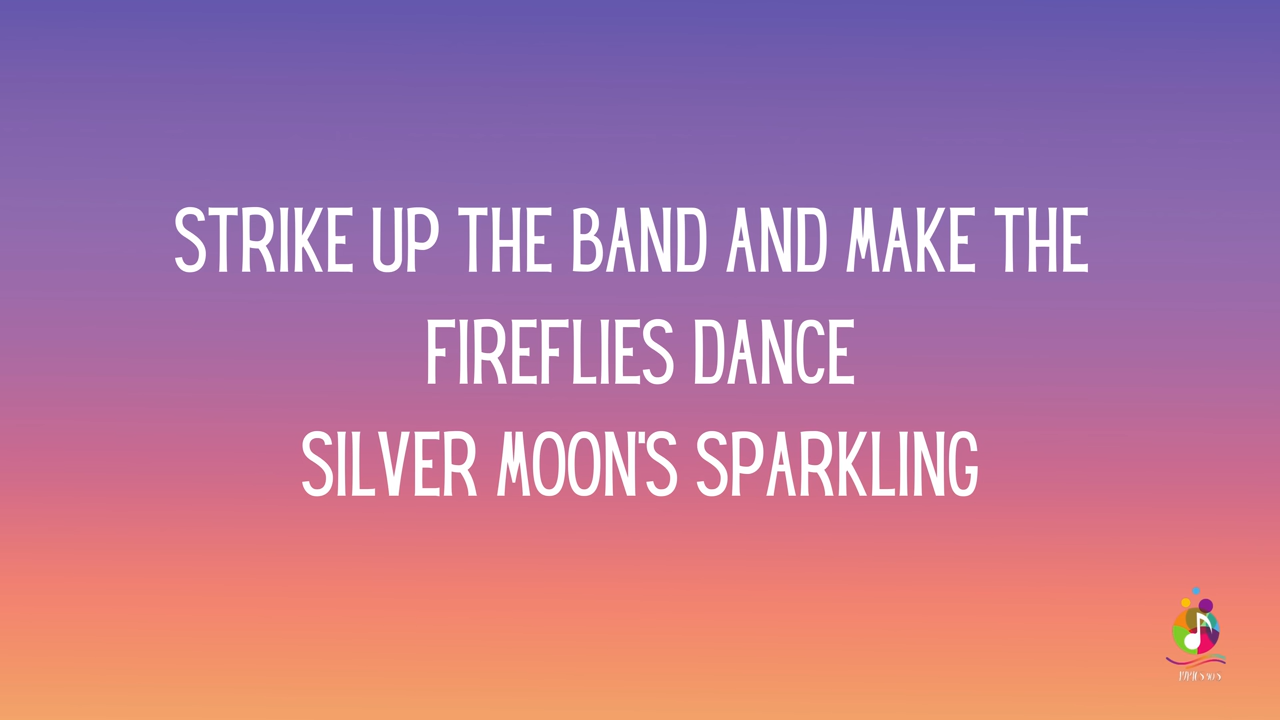 STRIKE UP THE BAND AND MAKE THE
FIREFLIES DANCE
SILVER MOON'S SPARKLING